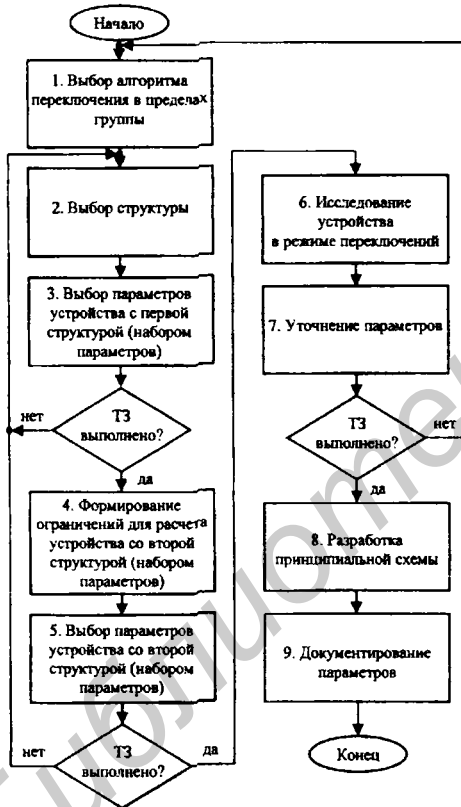 Начало
1. Выбор алгоритма
переключения в пределах
группы
2. Выбор структуры
3. Выбор параметров
устройства с первой
структурой (набором
параметров)
нет
ТЗ
выполнено?
да
4. Формирование
ограничений для расчета
устройства со второй
структурой (набором
параметров)
5. Выбор параметров
устройства со второй
структурой (набором
параметров)
нет
ТЗ
выполнено?
да
6. Исследование
устройства
в режиме переключений
7. Уточнение параметров
ТЗ
выполнено?
нет
да
8. Разработка
принципиальной схемы
9. Документирование
параметров
Конец